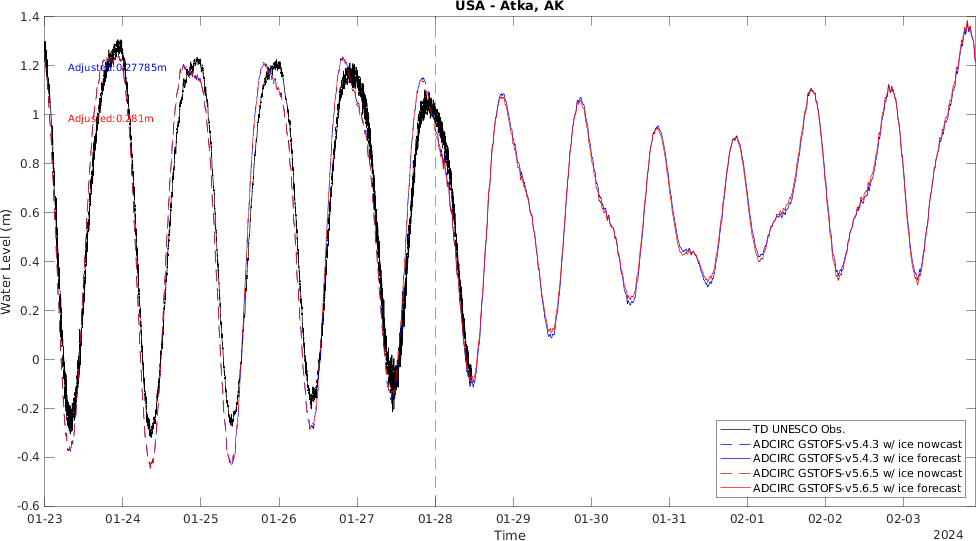 USA - Atka, AK
1.4
1.2
1
0.8
0.6
0.4
0.2
0
-0.2
-0.4
-0.6
Water Level (m)
Adjusted:0.27785m
Adjusted:0.281m
TD UNESCO Obs.
ADCIRC GSTOFS-v5.4.3 w/ ice nowcast
ADCIRC GSTOFS-v5.4.3 w/ ice forecast
ADCIRC GSTOFS-v5.6.5 w/ ice nowcast
ADCIRC GSTOFS-v5.6.5 w/ ice forecast
01-23 01-24 01-25 01-26 01-27 01-28 01-29 01-30 01-31 02-01 02-02 02-03
Time
2024